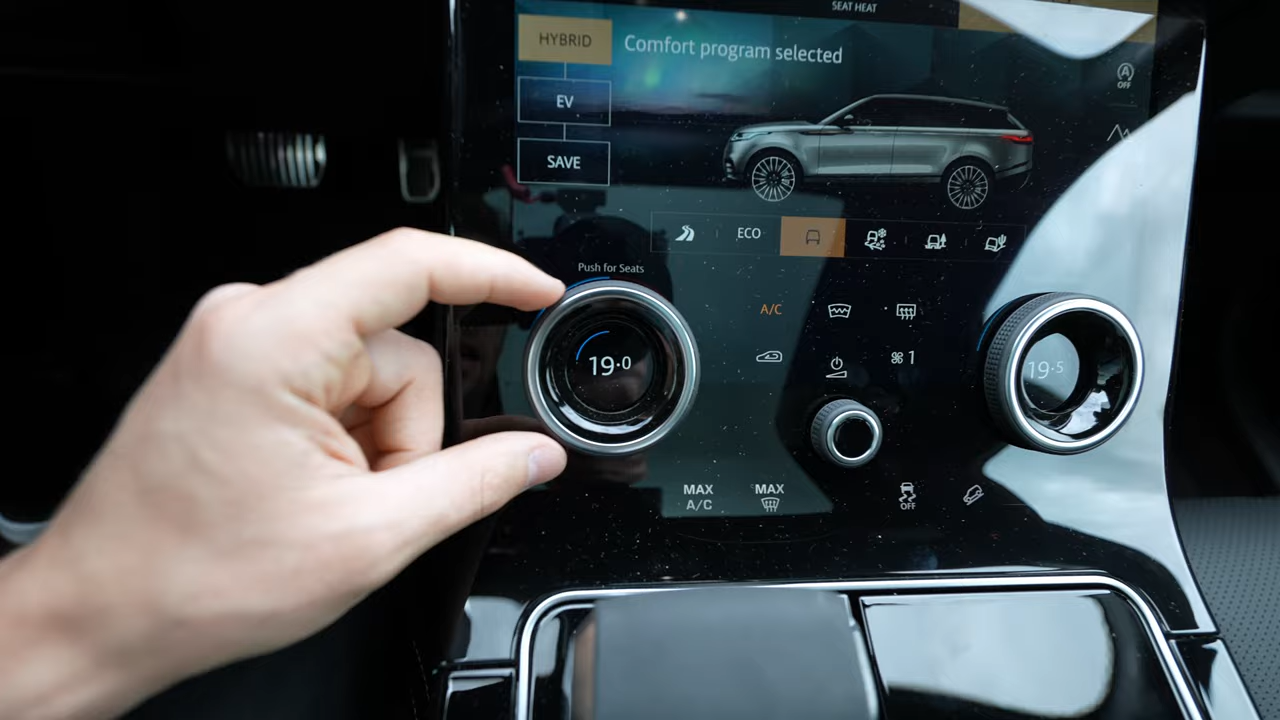 SEAT HEAT
HYBRID
Comfort program selected
OFF
EV
SAVE
ECO
Push for Seats
A/C
19.0
1
19.5
MAX
A/C
MAX
OFF